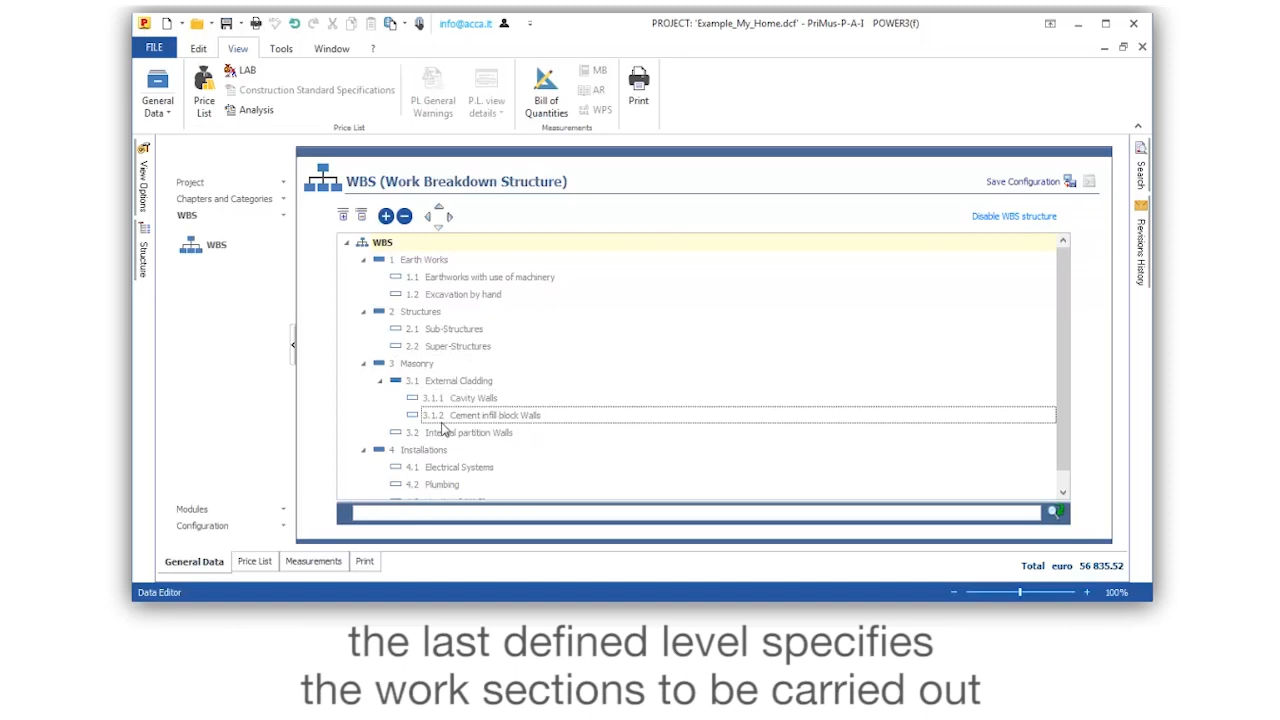 info@acca.it
PROJECT: 'Example_My_Home.dcf' - PriMus-P-A-I POWER3(f)
FILE
Edit
View
Tools
Window
?
General Data
Price List
LAB
Construction Standard Specifications
Analysis
PL General Warnings
P.L. view details
Price List
Bill of Quantities
MB
AR
WPS
Measurements
Print
View Options
Structure
Project
Chapters and Categories
WBS
WBS
Modules
Configuration
WBS (Work Breakdown Structure)
Save Configuration
Disable WBS structure
WBS
1 Earth Works
1.1 Earthworks with use of machinery
1.2 Excavation by hand
2 Structures
2.1 Sub-Structures
2.2 Super-Structures
3 Masonry
3.1 External Cladding
3.1.1 Cavity Walls
3.1.2 Cement infill block Walls
3.2 Internal partition Walls
4 Installations
4.1 Electrical Systems
4.2 Plumbing
Search
Revisions History
General Data
Price List
Measurements
Print
Total euro 56 835.52
Data Editor
100%
the last defined level specifies
the work sections to be carried out